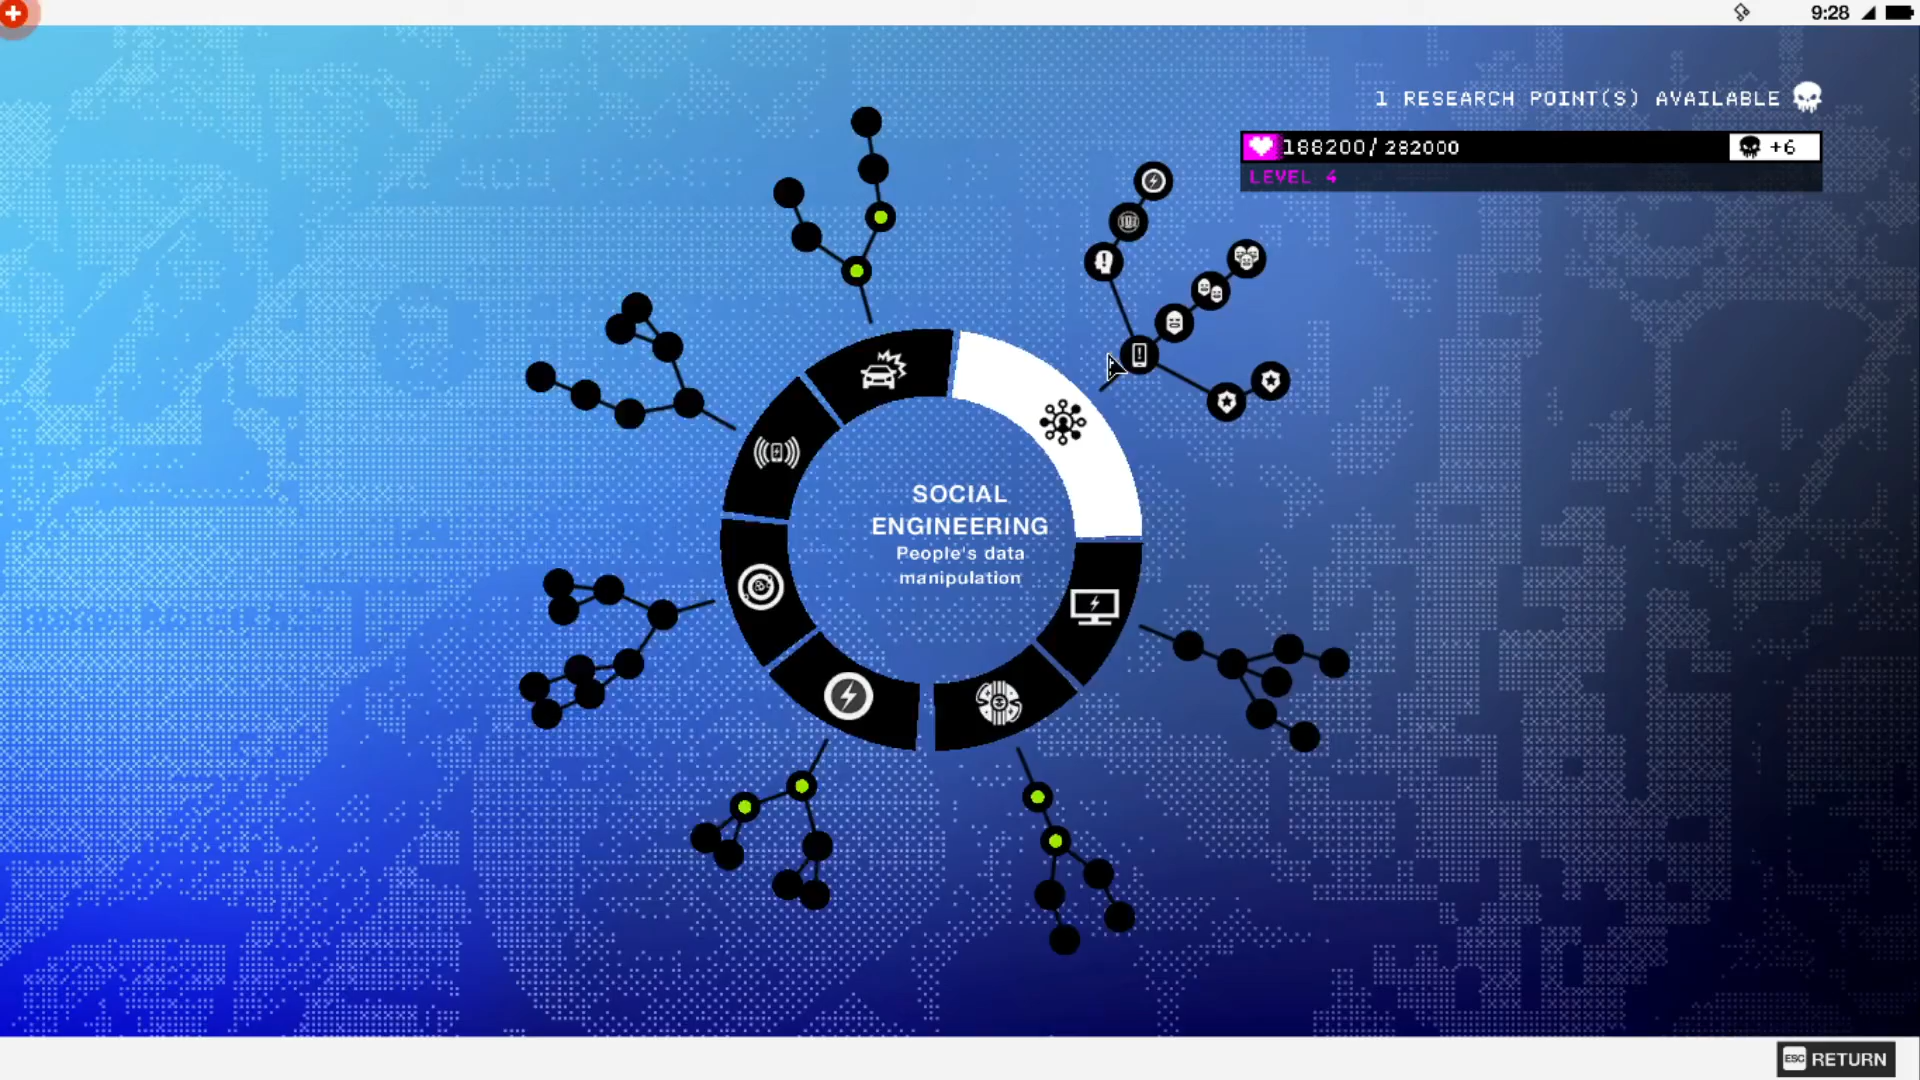 9:28
1 RESEARCH POINT(S) AVAILABLE
188200/282000
+6
LEVEL 4
SOCIAL
ENGINEERING
People's data
manipulation
ESC RETURN